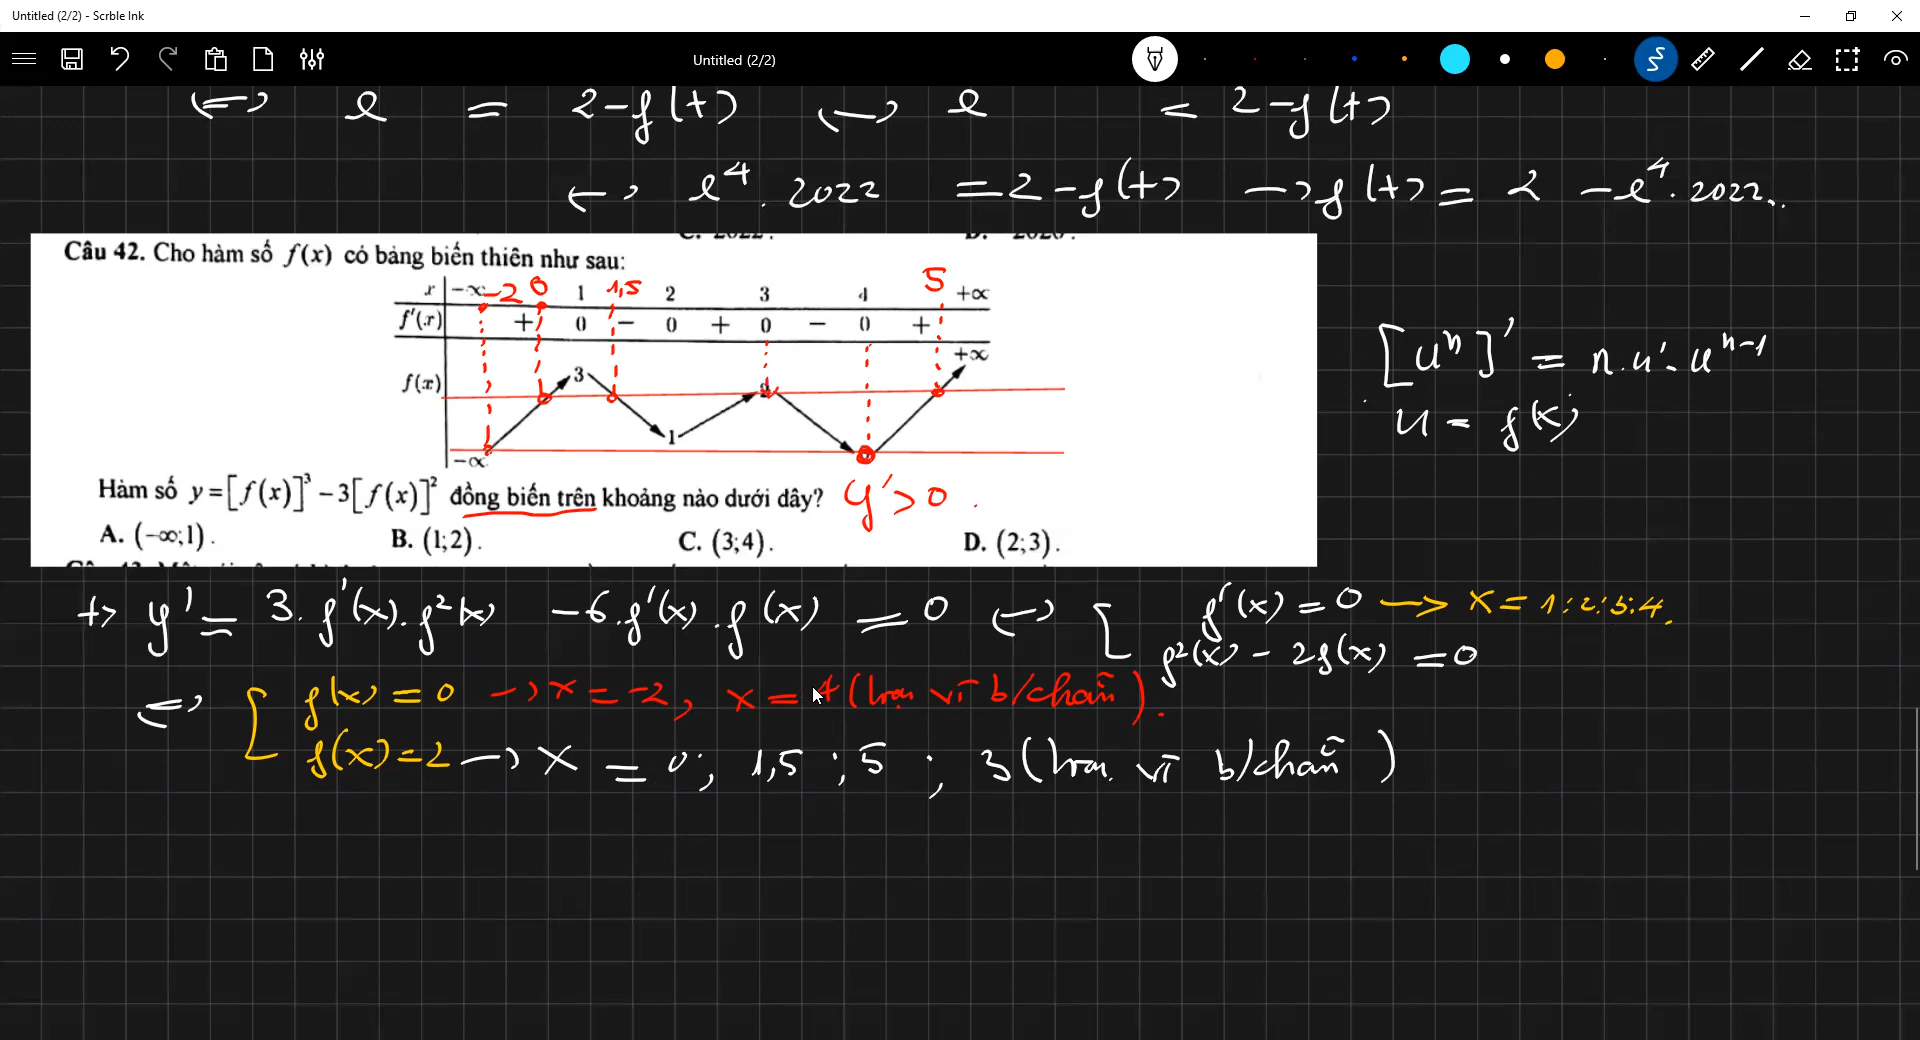 Untitled (2/2) - Scrble Ink
Untitled (2/2)
⟺ e = 2-f(t) ⟷ e = 2-f(t)
⟷ e⁴. 2022 = 2-f(t) → f(t) = 2 - e⁴. 2022..
Câu 42. Cho hàm số f(x) có bảng biến thiên như sau:
x -∞ -2 0 1 1,5 2 3 4 5 +∞
f'(x) + 0 - 0 + 0 - 0 +
+∞
f(x) 3
1
-∞
Hàm số y=[f(x)]³-3[f(x)]² đồng biến trên khoảng nào dưới đây? y'>0.
A. (-∞;1). B. (1;2). C. (3;4). D. (2;3).
[uⁿ]' = n.u'.uⁿ⁻¹
u = f(x)
+> y' = 3.f'(x).f²(x) -6.f'(x).f(x) = 0 ⟷ [ f'(x) = 0 → x = 1;2;3;4.
f²(x) - 2f(x) = 0
⟺ [ f(x) = 0 → x = -2, x = 4 (loại vì b/chẵn).
f(x) = 2 → x = 0; 1,5; 5; 3 (loại vì b/chẵn)